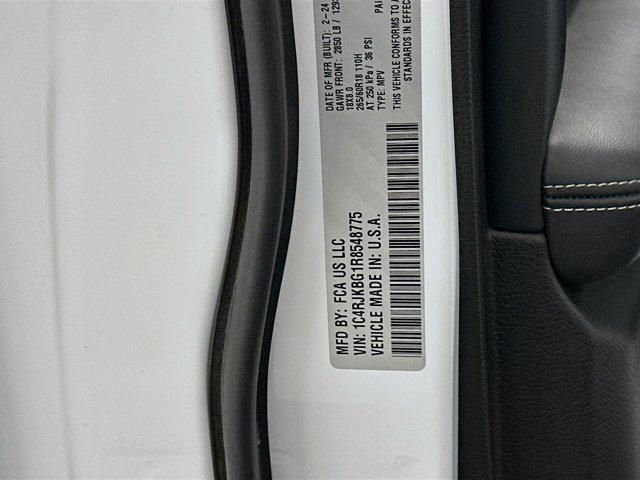 MFD BY: FCA US LLC
VIN: 1C4RJKBG1R8548775
VEHICLE MADE IN: U.S.A.
DATE OF MFR (BUILT): 2-24
GAWR FRONT: 2850 LB / 129
18X8.0
265/60R18 110H
AT 250 kPa / 36 PSI
TYPE: MPV
THIS VEHICLE CONFORMS TO A
STANDARDS IN EFFEC